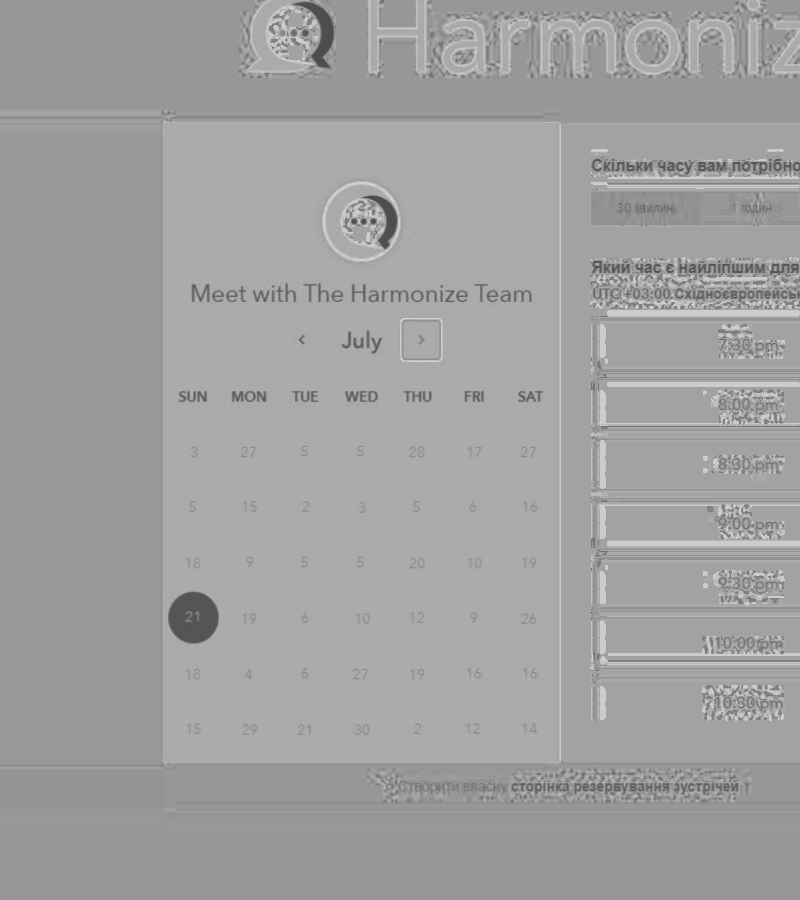 Harmoniz
Meet with The Harmonize Team
July
SUN MON TUE WED THU FRI SAT
3 27 5 5 28 17 27
5 15 2 3 5 6 16
18 9 5 5 20 10 19
21 19 6 10 12 9 26
18 4 6 27 19 16 16
15 29 21 30 2 12 14
Скільки часу вам потрібно
30 хвилин 1 годин
Який час є найліпшим для
UTC +03:00 Східноєвропейськ
7:30 pm
8:00 pm
8:30 pm
9:00 pm
9:30 pm
10:00 pm
10:30 pm
Створити власну сторінка резервування зустрічей